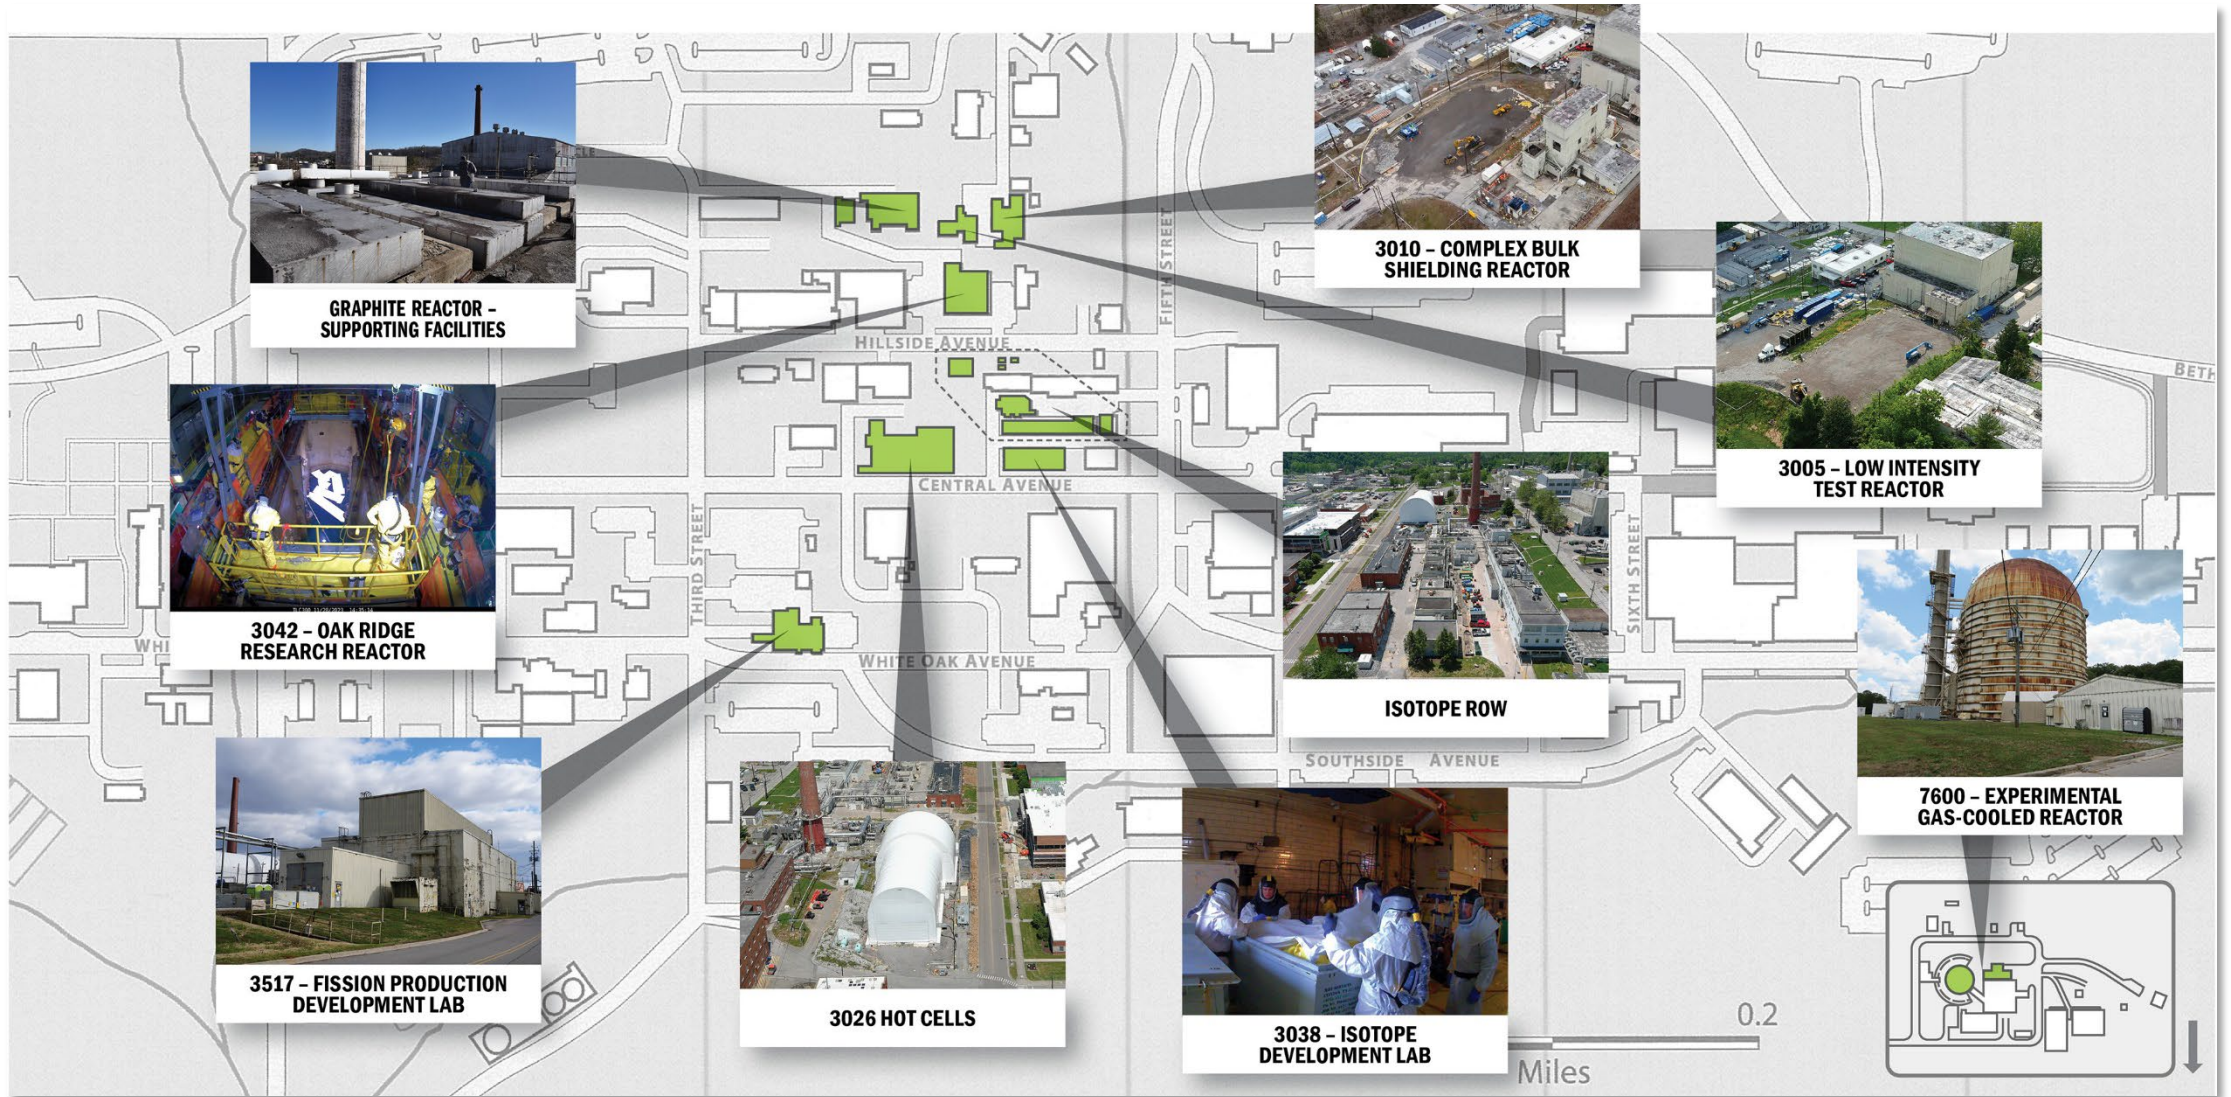 GRAPHITE REACTOR –
SUPPORTING FACILITIES
3010 – COMPLEX BULK
SHIELDING REACTOR
FIFTH STREET
HILLSIDE AVENUE
BETH
3042 – OAK RIDGE
RESEARCH REACTOR
3005 – LOW INTENSITY
TEST REACTOR
CENTRAL AVENUE
THIRD STREET
SIXTH STREET
WHI
WHITE OAK AVENUE
ISOTOPE ROW
SOUTHSIDE AVENUE
7600 – EXPERIMENTAL
GAS-COOLED REACTOR
3517 – FISSION PRODUCTION
DEVELOPMENT LAB
3026 HOT CELLS
3038 – ISOTOPE
DEVELOPMENT LAB
0.2
Miles